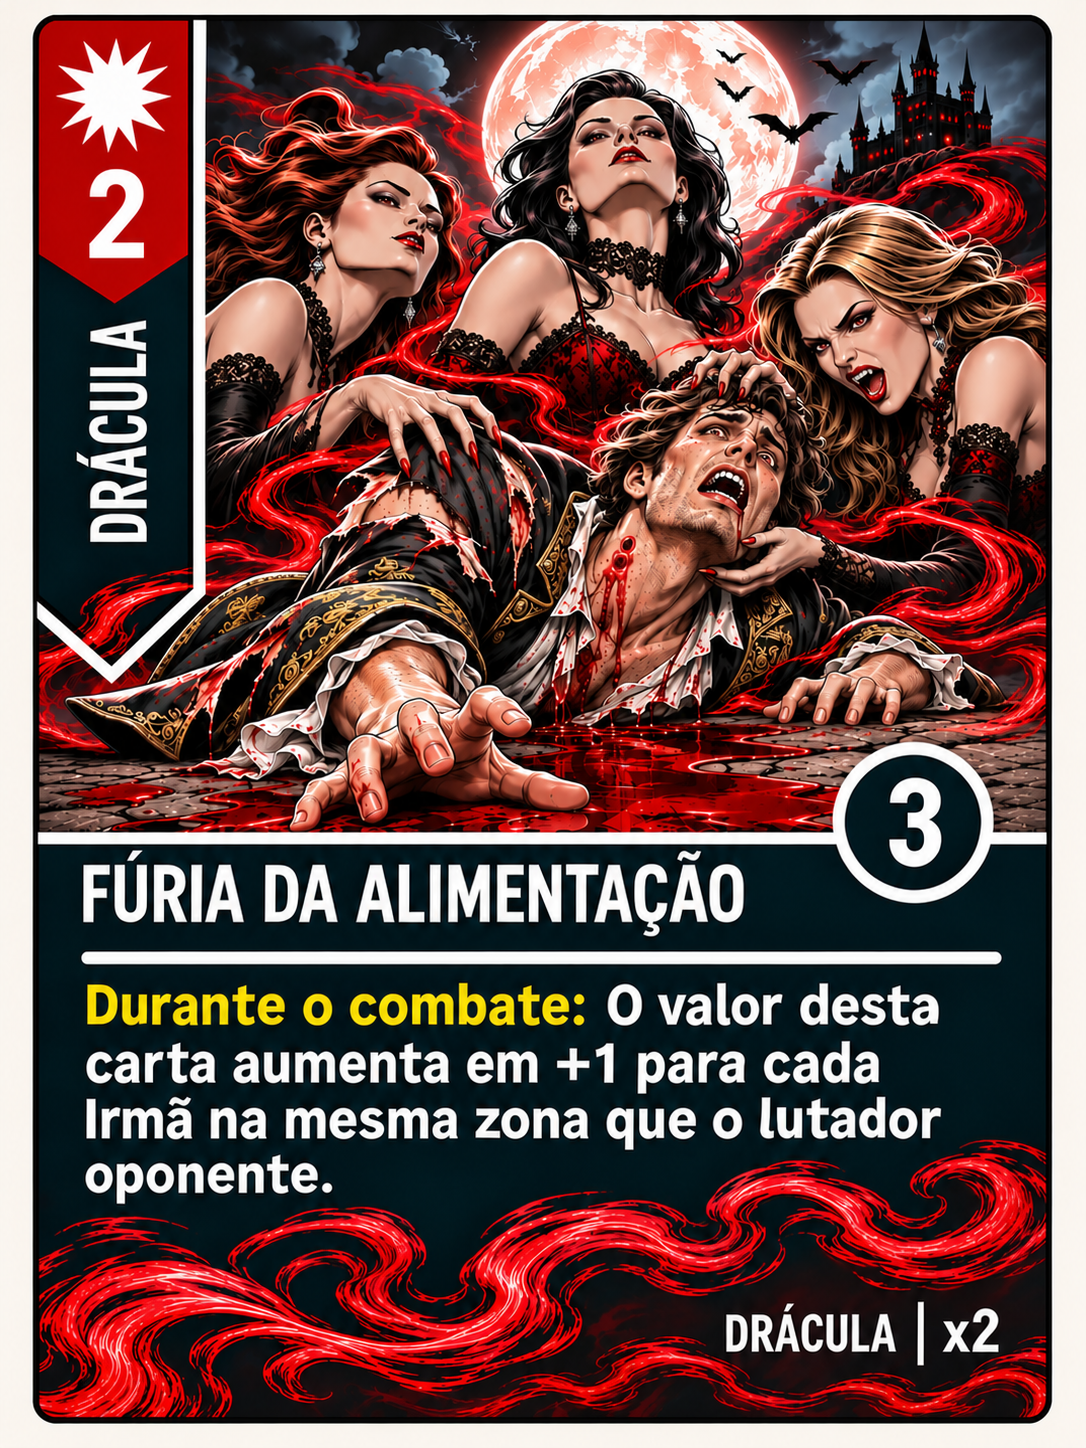 2
DRÁCULA
3
FÚRIA DA ALIMENTAÇÃO
Durante o combate: O valor desta
carta aumenta em +1 para cada
Irmã na mesma zona que o lutador
oponente.
DRÁCULA | x2